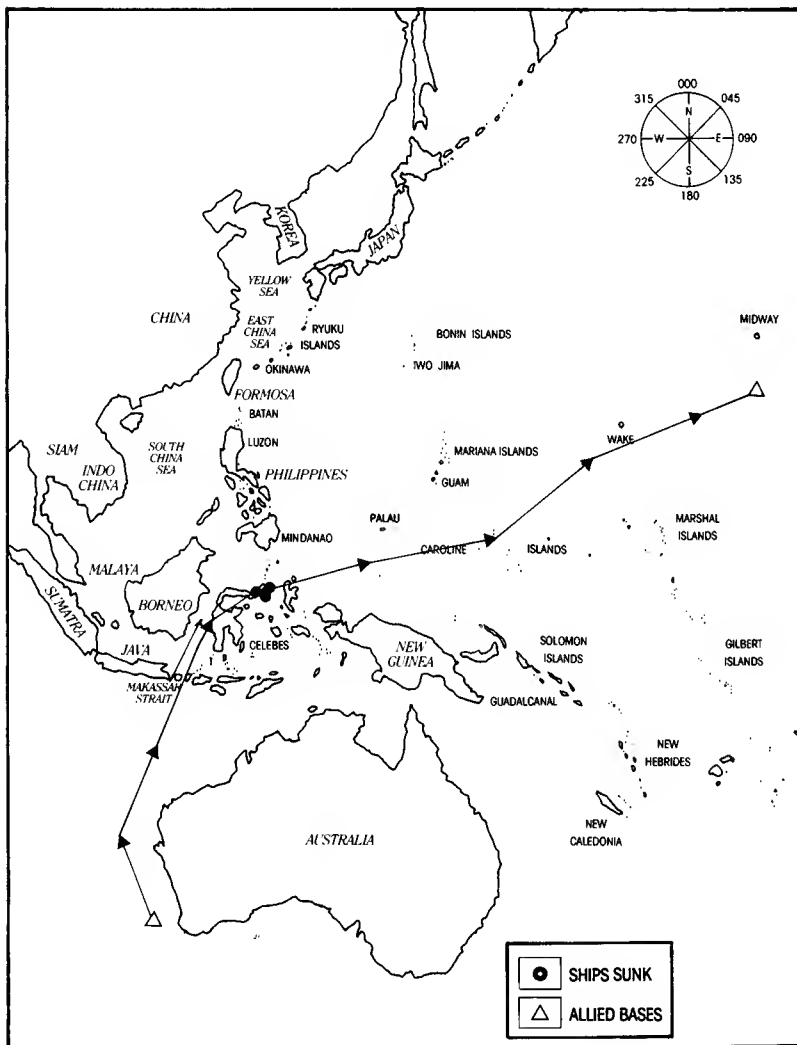 000
315
045
N
270
W
E
090
S
225
135
180
KOREA
JAPAN
YELLOW
SEA
CHINA
EAST
CHINA
SEA
RYUKU
ISLANDS
BONIN ISLANDS
MIDWAY
OKINAWA
IWO JIMA
FORMOSA
BATAN
LUZON
WAKE
SIAM
SOUTH
CHINA
SEA
INDO
CHINA
MARIANA ISLANDS
PHILIPPINES
GUAM
PALAU
MARSHAL
ISLANDS
MINDANAO
CAROLINE
ISLANDS
MALAYA
BORNEO
SUMATRA
JAVA
CELEBES
NEW
GUINEA
SOLOMON
ISLANDS
GILBERT
ISLANDS
MAKASSAR
STRAIT
GUADALCANAL
NEW
HEBRIDES
NEW
CALEDONIA
AUSTRALIA
SHIPS SUNK
ALLIED BASES